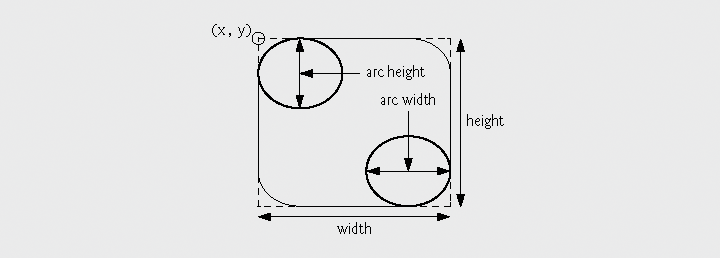 (x, y)
arc height
arc width
height
width